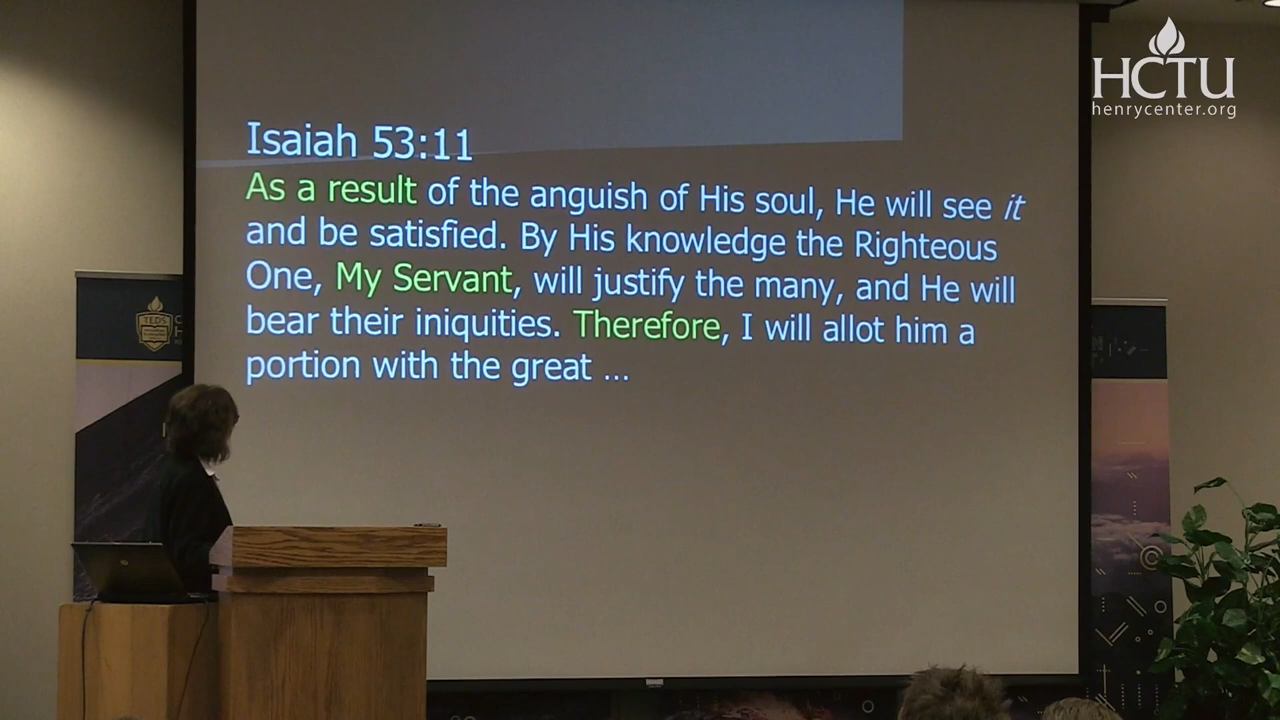 HCTU
henrycenter.org
Isaiah 53:11
As a result of the anguish of His soul, He will see it
and be satisfied. By His knowledge the Righteous
One, My Servant, will justify the many, and He will
bear their iniquities. Therefore, I will allot him a
portion with the great ...
TEDS